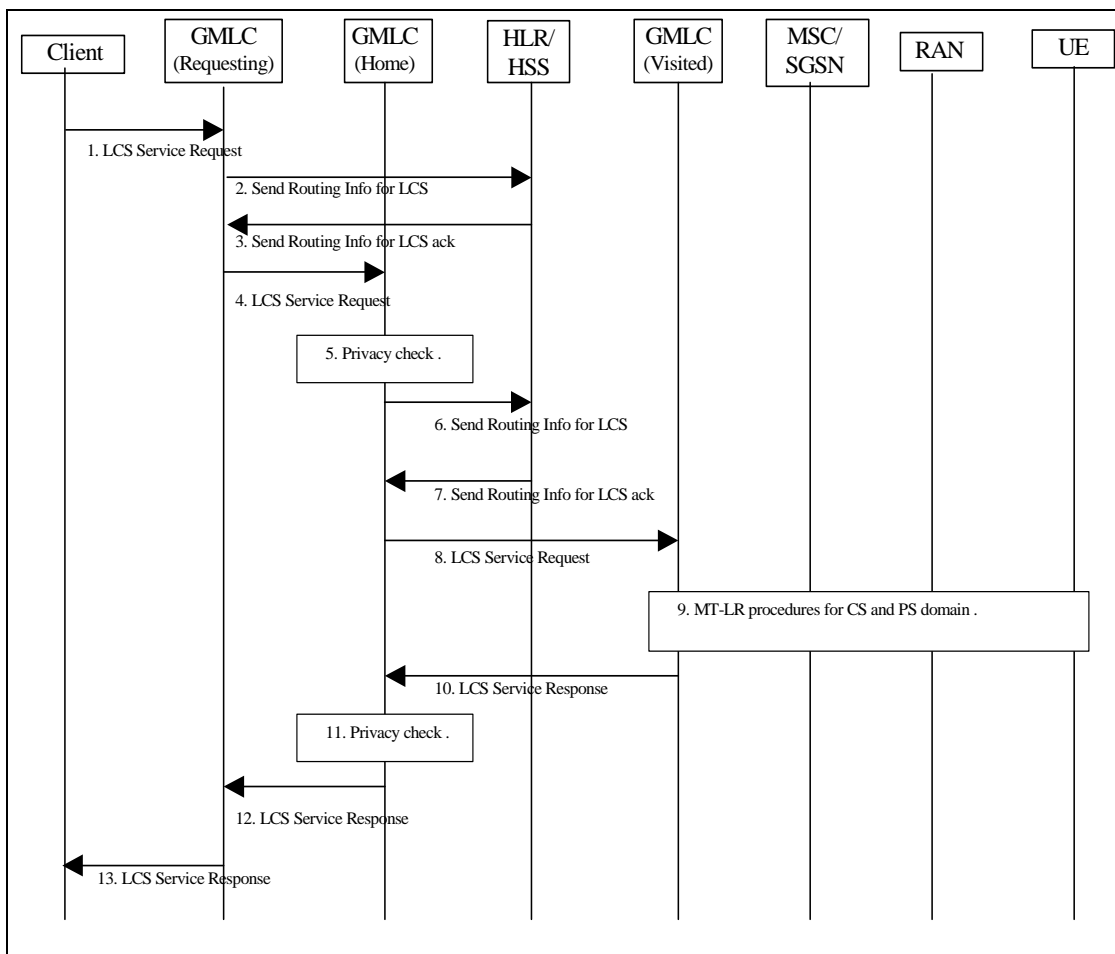 Client
GMLC
(Requesting)
GMLC
(Home)
HLR/
HSS
GMLC
(Visited)
MSC/
SGSN
RAN
UE
1. LCS Service Request
2. Send Routing Info for LCS
3. Send Routing Info for LCS ack
4. LCS Service Request
5. Privacy check .
6. Send Routing Info for LCS
7. Send Routing Info for LCS ack
8. LCS Service Request
9. MT-LR procedures for CS and PS domain .
10. LCS Service Response
11. Privacy check .
12. LCS Service Response
13. LCS Service Response